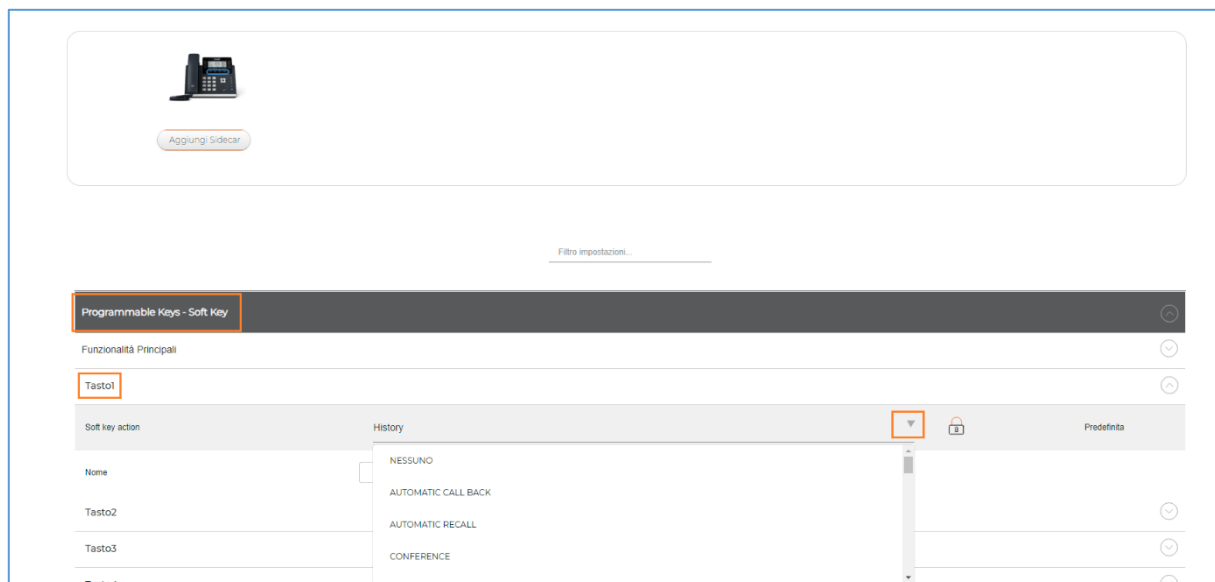 Aggiungi Sidecar
Filtro impostazioni...
Programmable Keys - Soft Key
Funzionalità Principali
Tasto1
Soft key action History Predefinita
NESSUNO
Nome
AUTOMATIC CALL BACK
Tasto2
AUTOMATIC RECALL
Tasto3
CONFERENCE